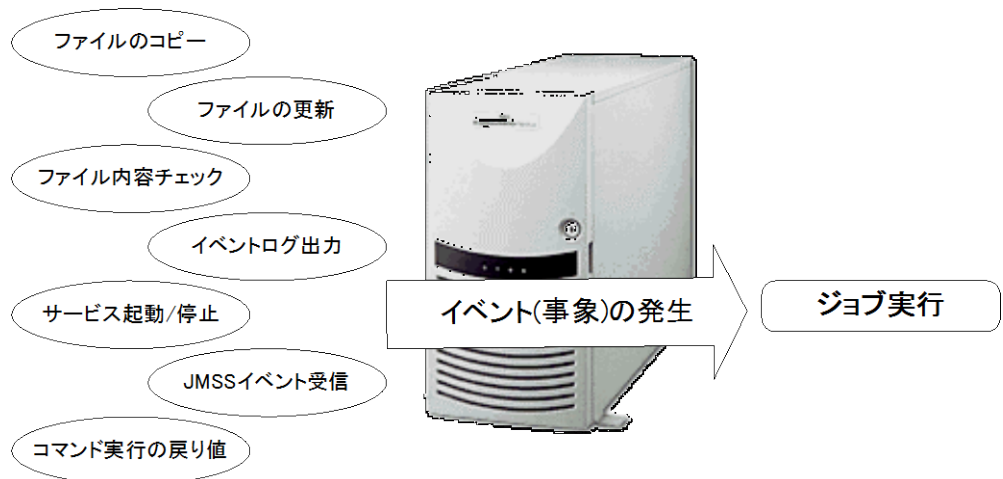 ファイルのコピー
ファイルの更新
ファイル内容チェック
イベントログ出力
サービス起動/停止
JMSSイベント受信
コマンド実行の戻り値
イベント(事象)の発生
ジョブ実行